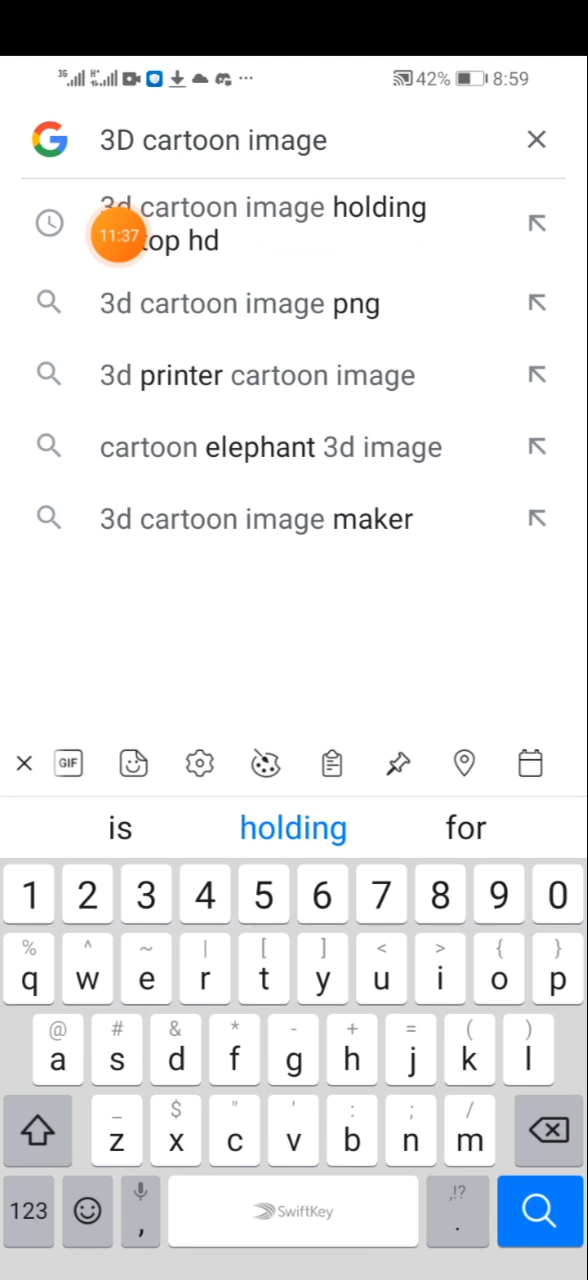 3G H+ 42% 8:59
3D cartoon image
3d cartoon image holding
11:37 top hd
3d cartoon image png
3d printer cartoon image
cartoon elephant 3d image
3d cartoon image maker
GIF
is holding for
1 2 3 4 5 6 7 8 9 0
% ^ ~ | [ ] < > { }
q w e r t y u i o p
@ # & * - + = ( )
a s d f g h j k l
_ $ " ' : ; /
z x c v b n m
,!?
123 , SwiftKey .